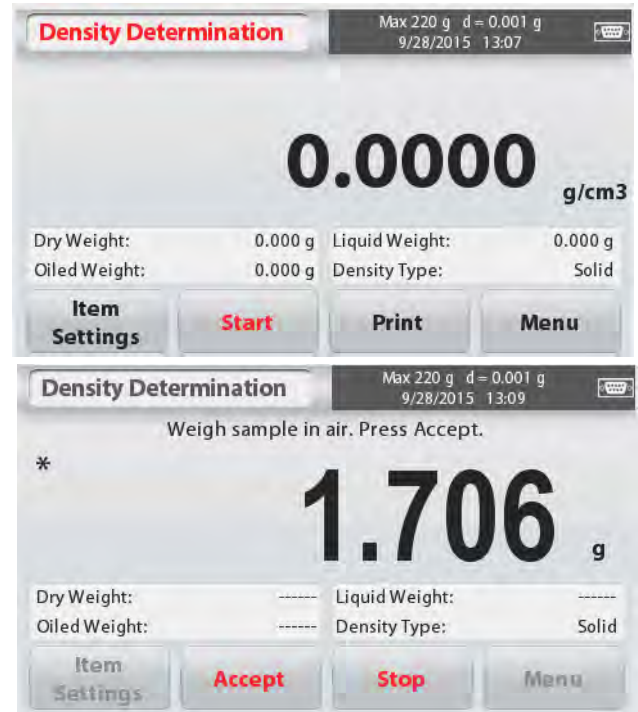 Density Determination
Max 220 g d = 0.001 g
9/28/2015 13:07
0.0000
g/cm3
Dry Weight: 0.000 g Liquid Weight: 0.000 g
Oiled Weight: 0.000 g Density Type: Solid
Item Settings Start Print Menu
Density Determination
Max 220 g d = 0.001 g
9/28/2015 13:09
Weigh sample in air. Press Accept.
*
1.706 g
Dry Weight: ------ Liquid Weight: ------
Oiled Weight: ------ Density Type: Solid
Item Settings Accept Stop Menu